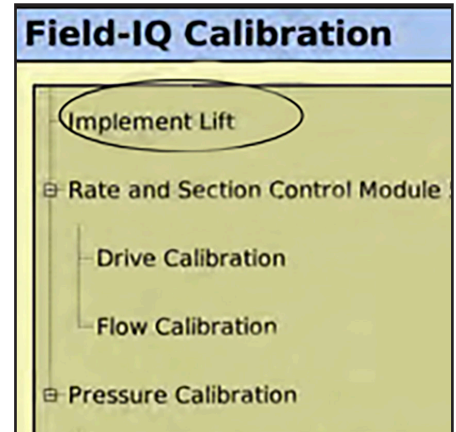 Field-IQ Calibration
Implement Lift
Rate and Section Control Module
Drive Calibration
Flow Calibration
Pressure Calibration